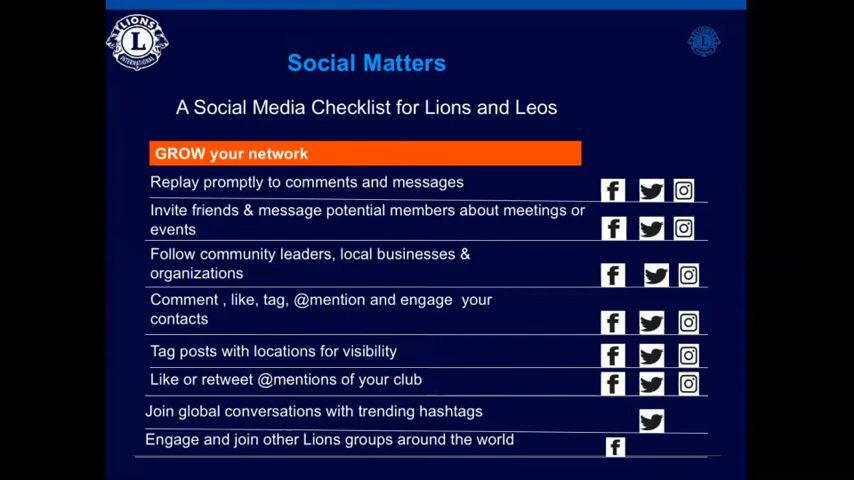 LIONS
L
INTERNATIONAL
L
Social Matters
A Social Media Checklist for Lions and Leos
GROW your network
Replay promptly to comments and messages
Invite friends & message potential members about meetings or
events
Follow community leaders, local businesses &
organizations
Comment , like, tag, @mention and engage  your
contacts
Tag posts with locations for visibility
Like or retweet @mentions of your club
Join global conversations with trending hashtags
Engage and join other Lions groups around the world